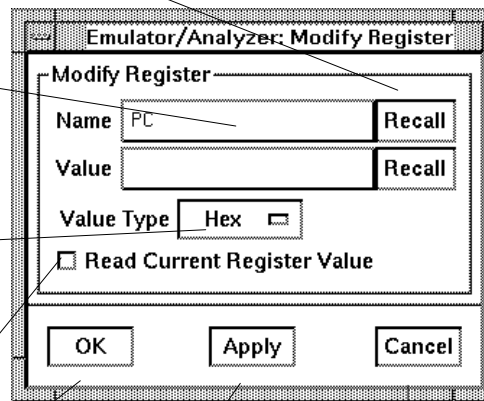 Emulator/Analyzer: Modify Register
Modify Register
Name PC Recall
Value Recall
Value Type Hex
Read Current Register Value
OK Apply Cancel